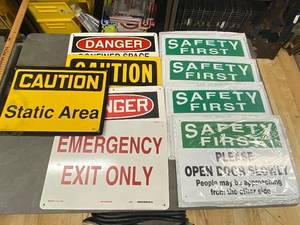 DANGER
CONFINED SPACE
CAUTION
CAUTION
Static Area
DANGER
EMERGENCY
EXIT ONLY
SAFETY
FIRST
SAFETY
FIRST
SAFETY
FIRST
SAFETY
FIRST
PLEASE
OPEN DOOR SLOWLY
People may be approaching
from the other side